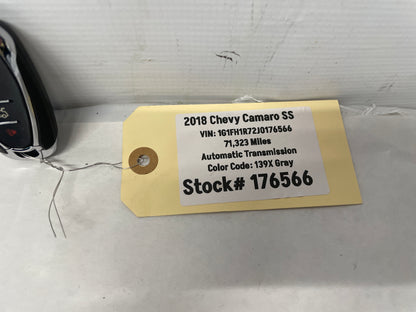 2018 Chevy Camaro SS
VIN: 1G1FH1R72J0176566
71,323 Miles
Automatic Transmission
Color Code: 139X Gray
Stock# 176566